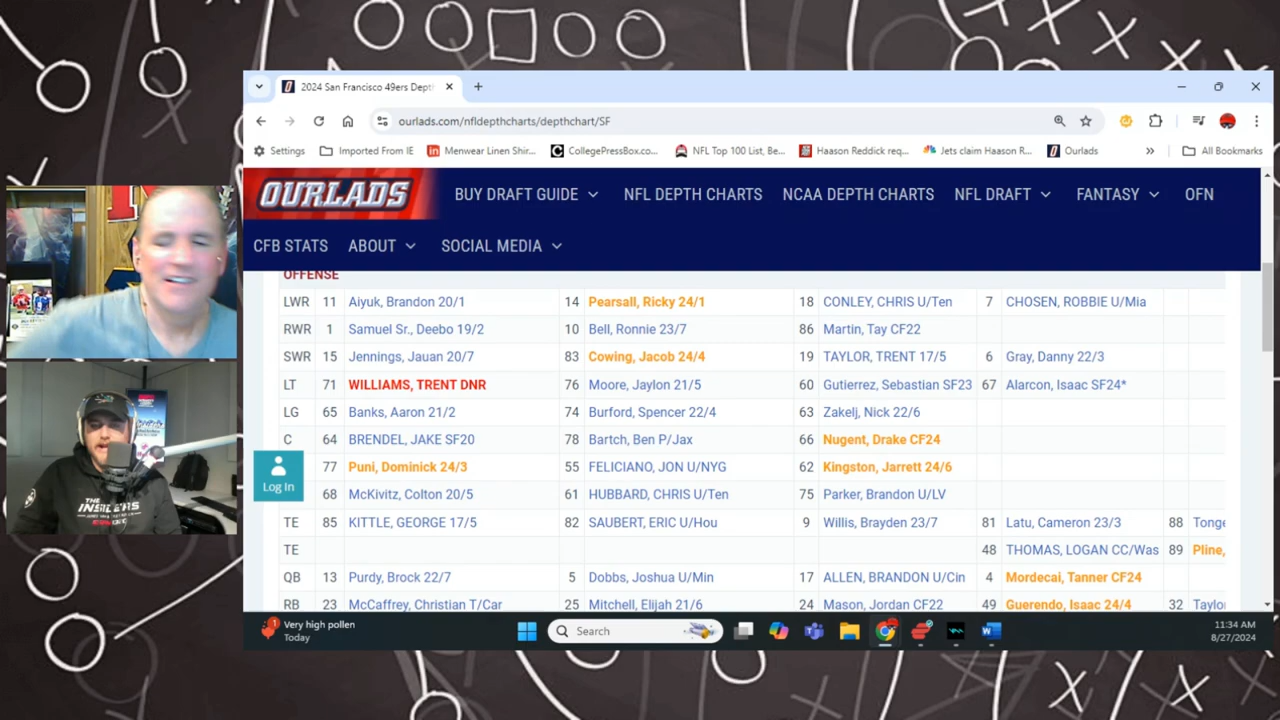 2024 San Francisco 49ers Depth
ourlads.com/nfldepthcharts/depthchart/SF
Settings Imported From IE Menwear Linen Shir... CollegePressBox.co... NFL Top 100 List, Be... Haason Reddick req... Jets claim Haason R... Ourlads » All Bookmarks
OURLADS BUY DRAFT GUIDE NFL DEPTH CHARTS NCAA DEPTH CHARTS NFL DRAFT FANTASY OFN
CFB STATS ABOUT SOCIAL MEDIA
OFFENSE
LWR 11 Aiyuk, Brandon 20/1 14 Pearsall, Ricky 24/1 18 CONLEY, CHRIS U/Ten 7 CHOSEN, ROBBIE U/Mia
RWR 1 Samuel Sr., Deebo 19/2 10 Bell, Ronnie 23/7 86 Martin, Tay CF22
SWR 15 Jennings, Jauan 20/7 83 Cowing, Jacob 24/4 19 TAYLOR, TRENT 17/5 6 Gray, Danny 22/3
LT 71 WILLIAMS, TRENT DNR 76 Moore, Jaylon 21/5 60 Gutierrez, Sebastian SF23 67 Alarcon, Isaac SF24*
LG 65 Banks, Aaron 21/2 74 Burford, Spencer 22/4 63 Zakelj, Nick 22/6
C 64 BRENDEL, JAKE SF20 78 Bartch, Ben P/Jax 66 Nugent, Drake CF24
77 Puni, Dominick 24/3 55 FELICIANO, JON U/NYG 62 Kingston, Jarrett 24/6
68 McKivitz, Colton 20/5 61 HUBBARD, CHRIS U/Ten 75 Parker, Brandon U/LV
Log In
TE 85 KITTLE, GEORGE 17/5 82 SAUBERT, ERIC U/Hou 9 Willis, Brayden 23/7 81 Latu, Cameron 23/3 88 Tonge
TE 48 THOMAS, LOGAN CC/Was 89 Pline,
QB 13 Purdy, Brock 22/7 5 Dobbs, Joshua U/Min 17 ALLEN, BRANDON U/Cin 4 Mordecai, Tanner CF24
RB 23 McCaffrey, Christian T/Car 25 Mitchell, Elijah 21/6 24 Mason, Jordan CF22 49 Guerendo, Isaac 24/4 32 Taylor
THE
INSIDERS
1 Very high pollen
Today
Search
11:34 AM
8/27/2024